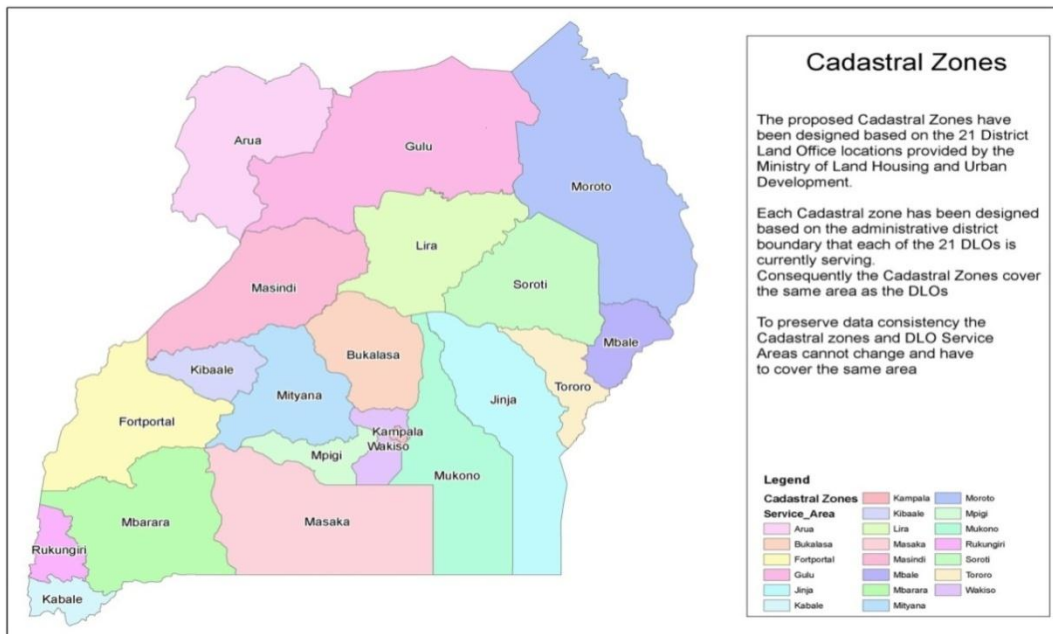 Cadastral Zones
The proposed Cadastral Zones have
been designed based on the 21 District
Land Office locations provided by the
Ministry of Land Housing and Urban
Development.
Each Cadastral zone has been designed
based on the administrative district
boundary that each of the 21 DLOs is
currently serving.
Consequently the Cadastral Zones cover
the same area as the DLOs
To preserve data consistency the
Cadastral zones and DLO Service
Areas cannot change and have
to cover the same area
Arua
Gulu
Moroto
Lira
Masindi
Soroti
Mbale
Bukalasa
Kibaale
Mityana
Tororo
Jinja
Fortportal
Kampala
Wakiso
Mpigi
Mukono
Mbarara
Masaka
Rukungiri
Kabale
Legend
Cadastral Zones
Service_Area
Arua
Bukalasa
Fortportal
Gulu
Jinja
Kabale
Kampala
Kibaale
Lira
Masaka
Masindi
Mbale
Mbarara
Mityana
Moroto
Mpigi
Mukono
Rukungiri
Soroti
Tororo
Wakiso